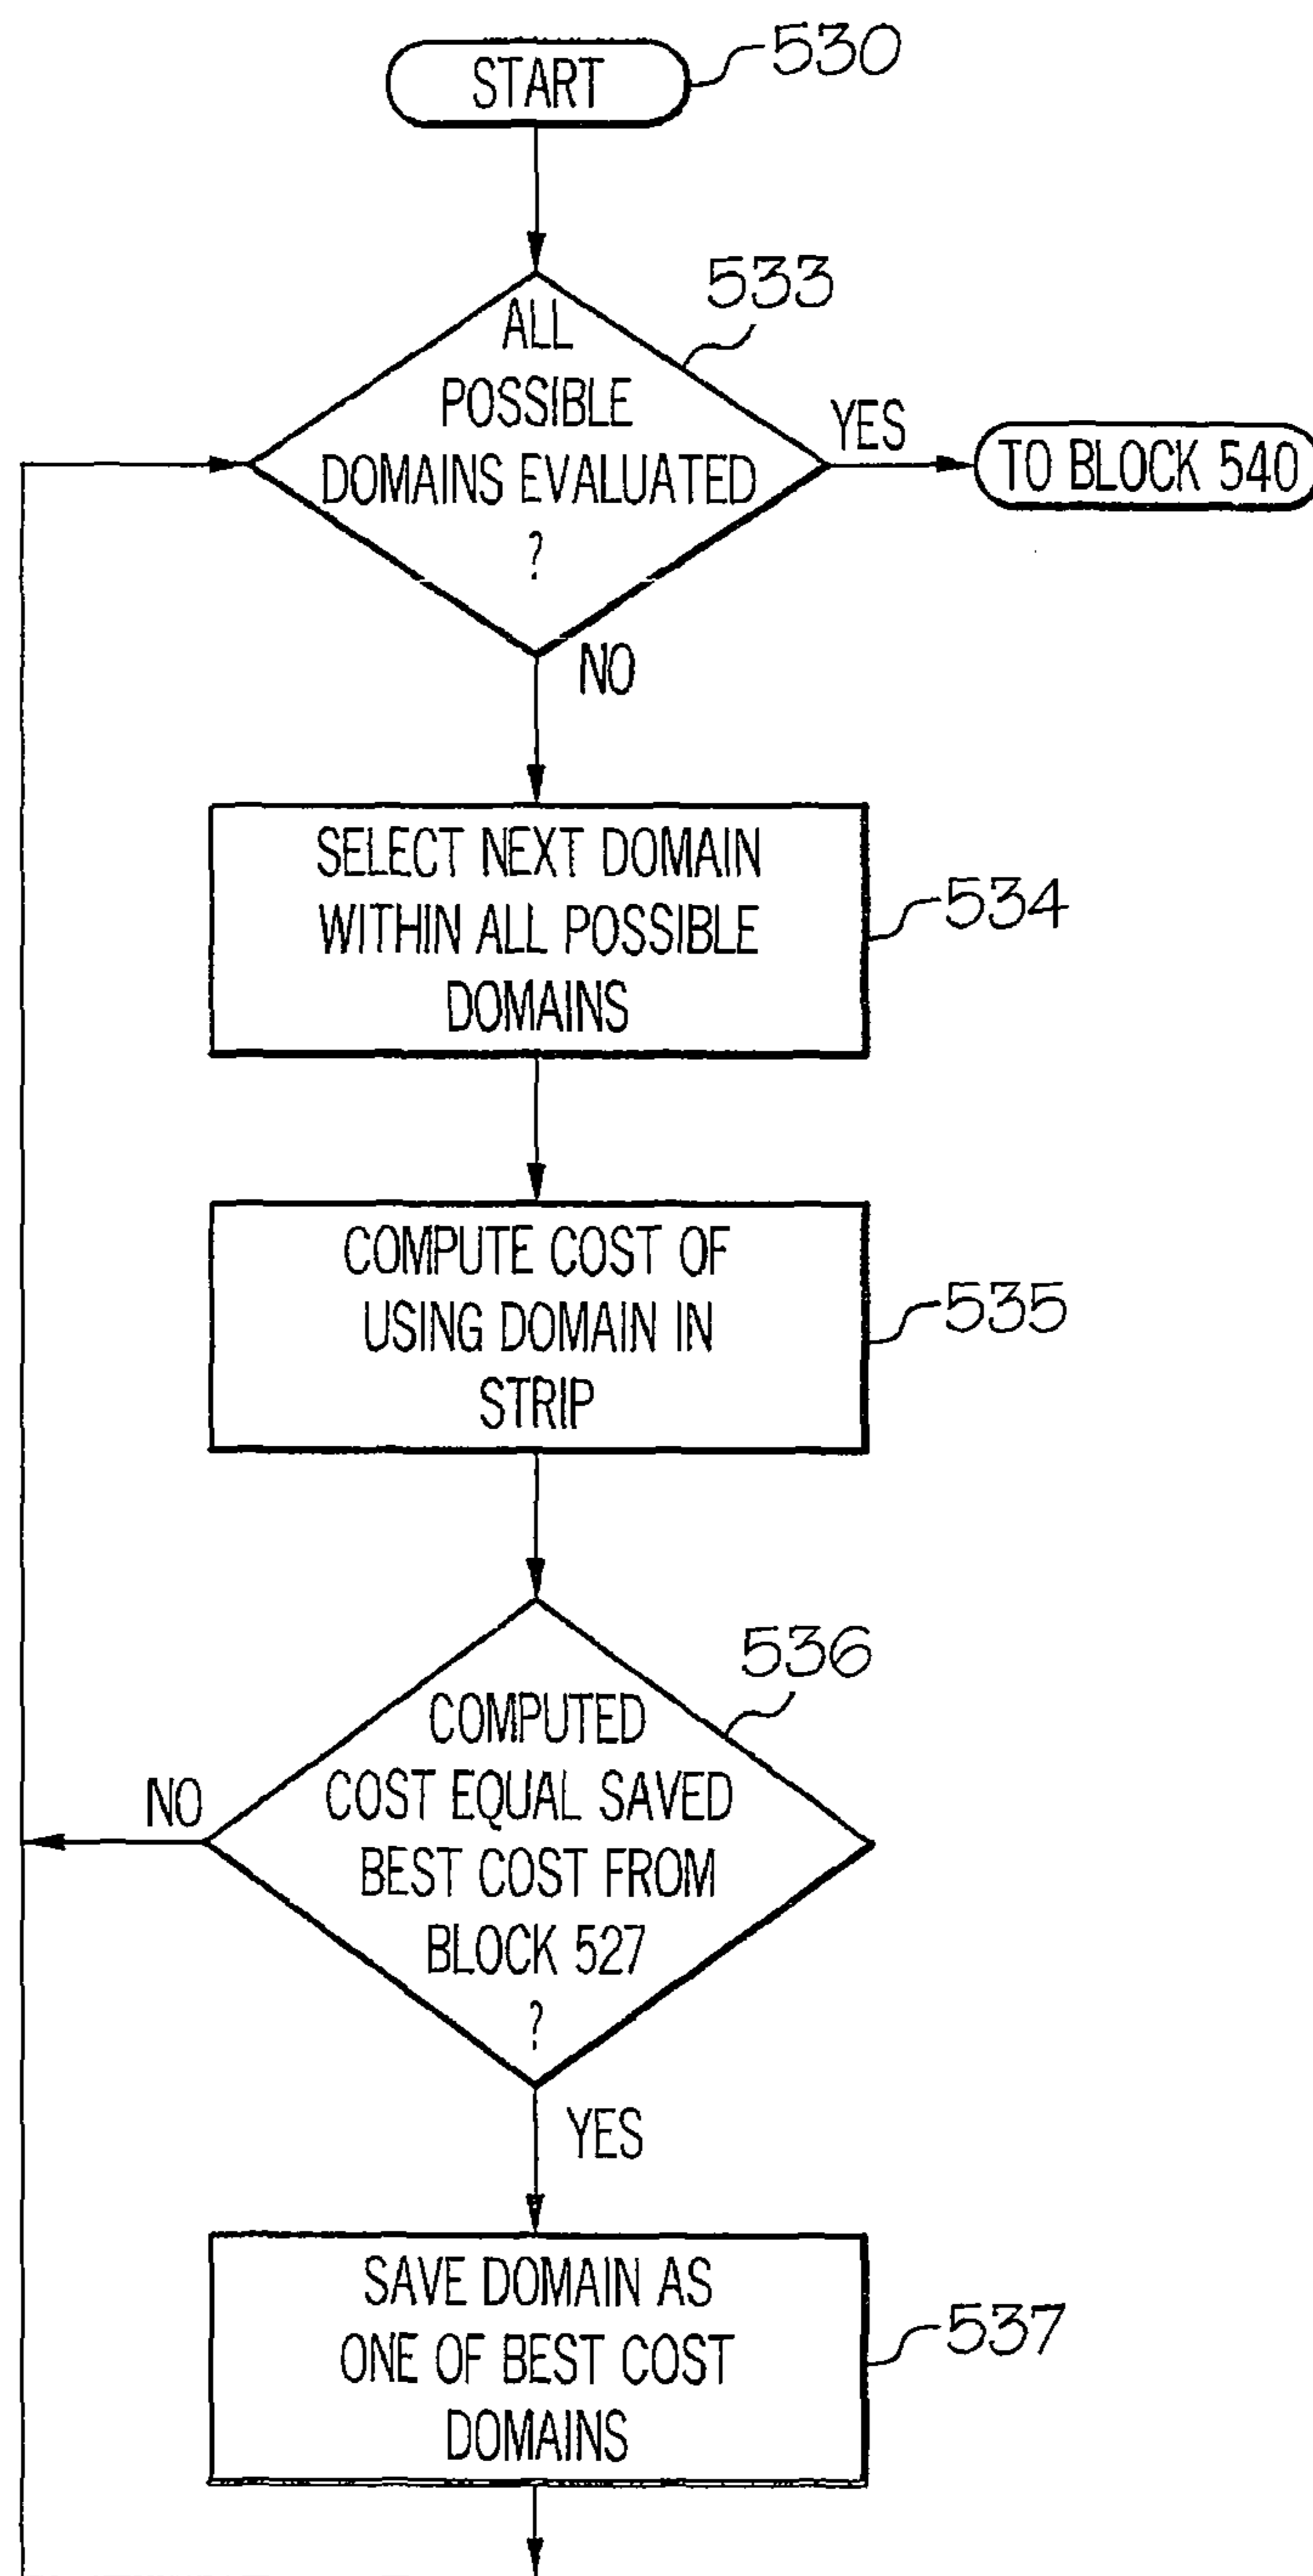 START
530
533
ALL
POSSIBLE
DOMAINS EVALUATED
?
YES
TO BLOCK 540
NO
SELECT NEXT DOMAIN
WITHIN ALL POSSIBLE
DOMAINS
534
COMPUTE COST OF
USING DOMAIN IN
STRIP
535
536
COMPUTED
COST EQUAL SAVED
BEST COST FROM
BLOCK 527
?
NO
YES
SAVE DOMAIN AS
ONE OF BEST COST
DOMAINS
537